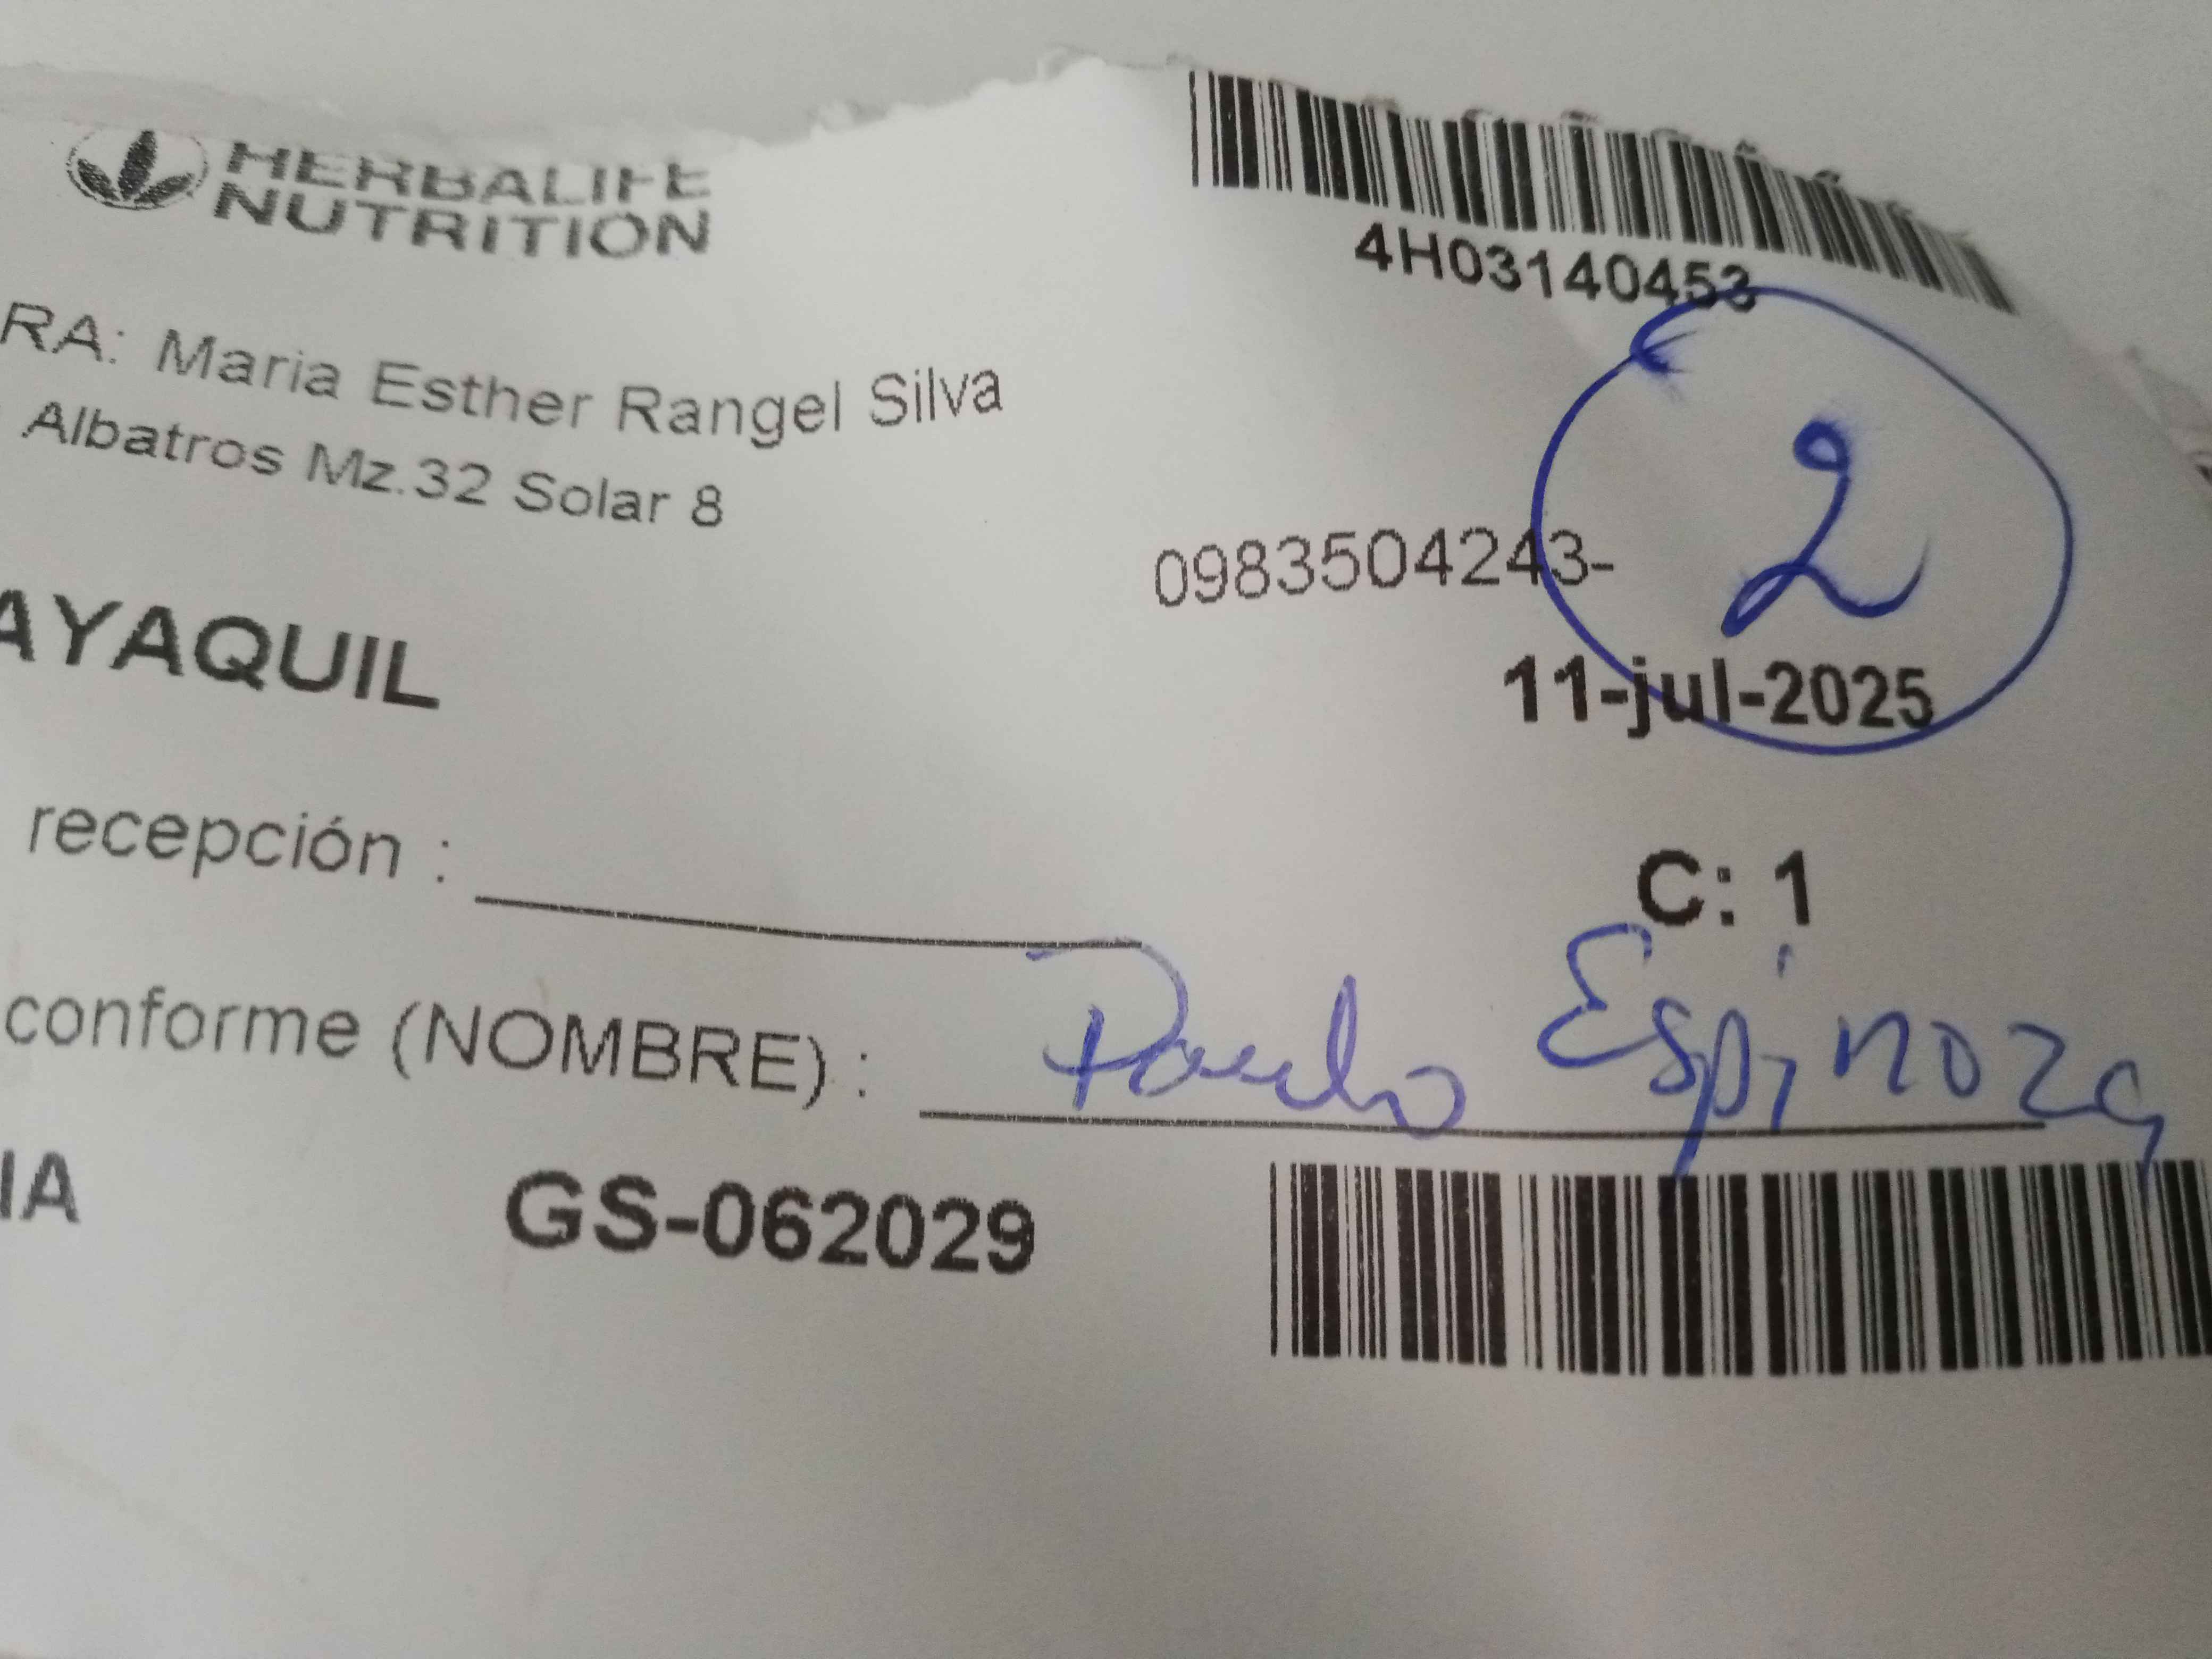 HERBALIFE
NUTRITION
4H03140453
RA: Maria Esther Rangel Silva
Albatros Mz.32 Solar 8
2
0983504243-
AYAQUIL
11-jul-2025
recepción :
C: 1
conforme (NOMBRE) : Espinoza
IA GS-062029